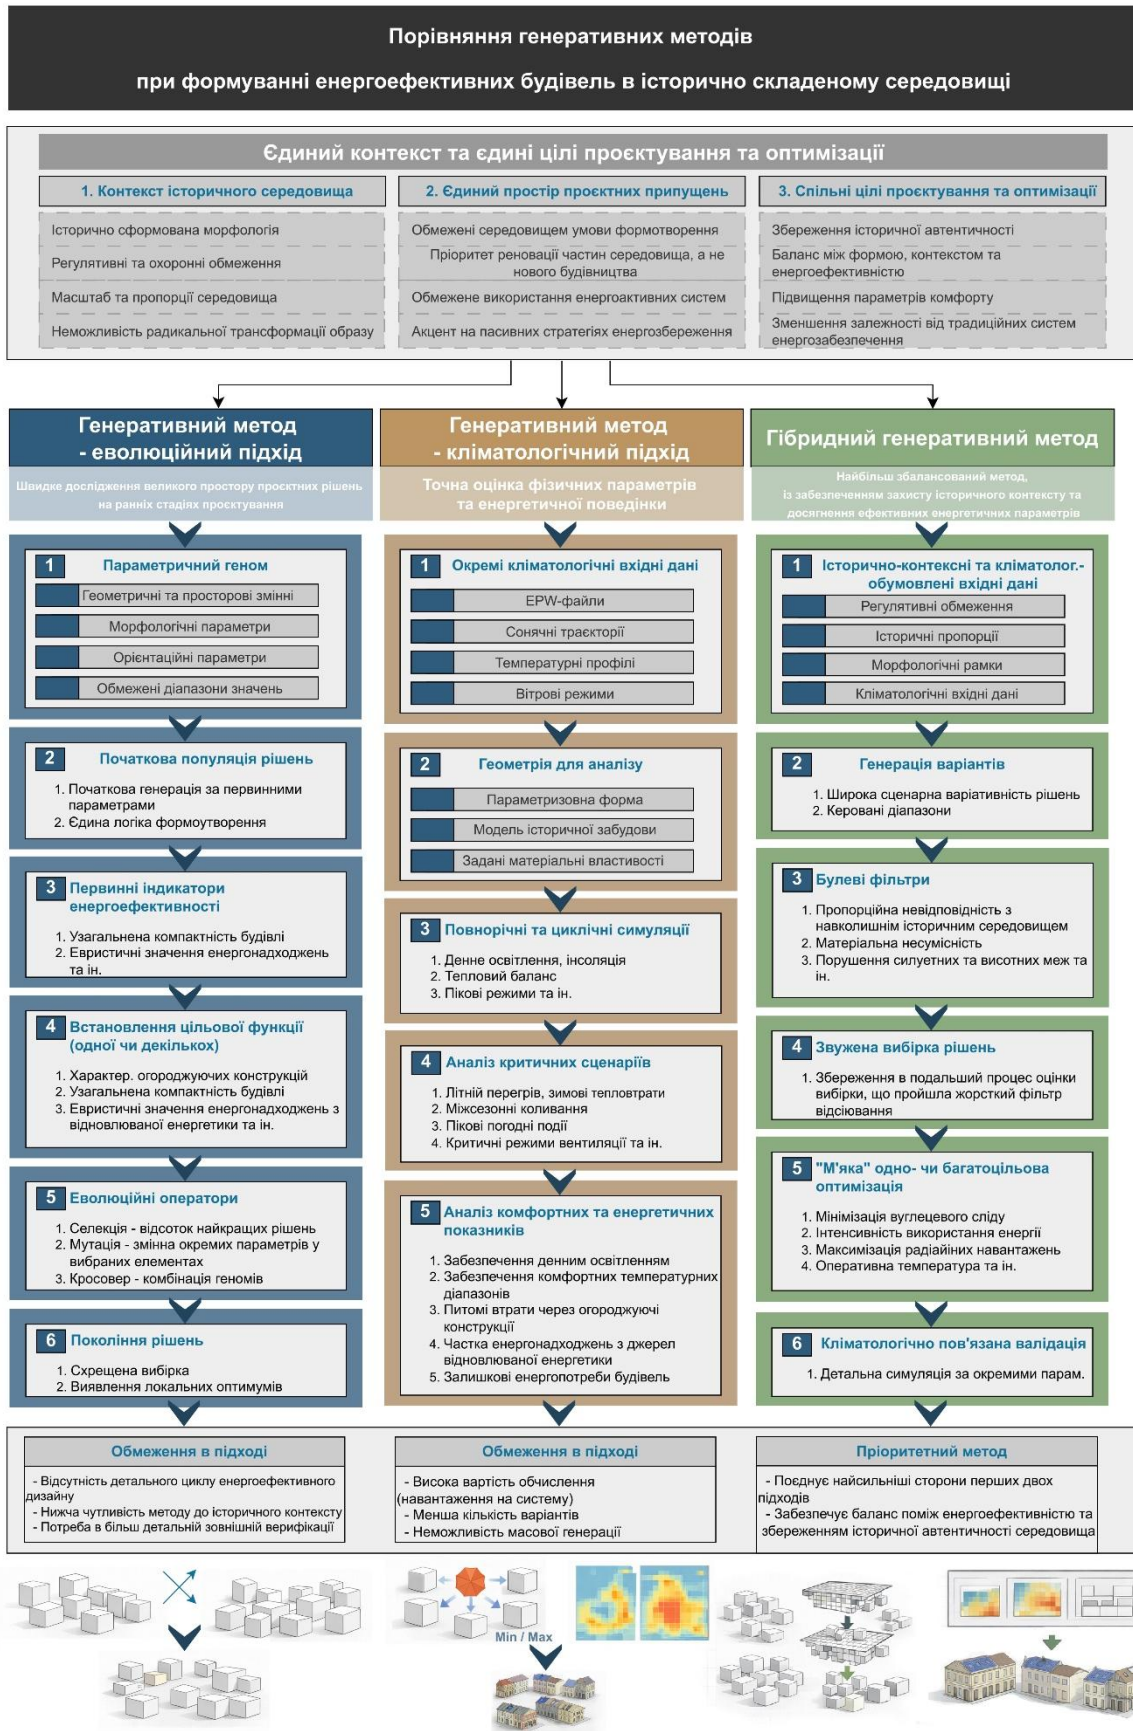 Порівняння генеративних методів
при формуванні енергоефективних будівель в історично складеному середовищі
Єдиний контекст та єдині цілі проєктування та оптимізації
1. Контекст історичного середовища
Історично сформована морфологія
Регулятивні та охоронні обмеження
Масштаб та пропорції середовища
Неможливість радикальної трансформації образу
2. Єдиний простір проєктних припущень
Обмежені середовищем умови формотворення
Пріоритет реновації частин середовища, а не
нового будівництва
Обмежене використання енергоактивних систем
Акцент на пасивних стратегіях енергозбереження
3. Спільні цілі проєктування та оптимізації
Збереження історичної автентичності
Баланс між формою, контекстом та
енергоефективністю
Підвищення параметрів комфорту
Зменшення залежності від традиційних систем
енергозабезпечення
Генеративний метод
- еволюційний підхід
Швидке дослідження великого простору проєктних рішень
на ранніх стадіях проєктування
1 Параметричний геном
Геометричні та просторові змінні
Морфологічні параметри
Орієнтаційні параметри
Обмежені діапазони значень
2 Початкова популяція рішень
1. Початкова генерація за первинними
параметрами
2. Єдина логіка формоутворення
3 Первинні індикатори
енергоефективності
1. Узагальнена компактність будівлі
2. Евристичні значення енергонадходжень
та ін.
4 Встановлення цільової функції
(одної чи декількох)
1. Характер. огороджуючих конструкцій
2. Узагальнена компактність будівлі
3. Евристичні значення енергонадходжень з
відновлюваної енергетики та ін.
5 Еволюційні оператори
1. Селекція - відсоток найкращих рішень
2. Мутація - змінна окремих параметрів у
вибраних елементах
3. Кросовер - комбінація геномів
6 Покоління рішень
1. Схрещена вибірка
2. Виявлення локальних оптимумів
Обмеження в підході
- Відсутність детального циклу енергоефективного
дизайну
- Нижча чутливість методу до історичного контексту
- Потреба в більш детальній зовнішній верифікації
Генеративний метод
- кліматологічний підхід
Точна оцінка фізичних параметрів
та енергетичної поведінки
1 Окремі кліматологічні вхідні дані
EPW-файли
Сонячні траєкторії
Температурні профілі
Вітрові режими
2 Геометрія для аналізу
Параметризовна форма
Модель історичної забудови
Задані матеріальні властивості
3 Повнорічні та циклічні симуляції
1. Денне освітлення, інсоляція
2. Тепловий баланс
3. Пікові режими та ін.
4 Аналіз критичних сценаріїв
1. Літній перегрів, зимові тепловтрати
2. Міжсезонні коливання
3. Пікові погодні події
4. Критичні режими вентиляції та ін.
5 Аналіз комфортних та енергетичних
показників
1. Забезпечення денним освітленням
2. Забезпечення комфортних температурних
діапазонів
3. Питомі втрати через огороджуючі
конструкції
4. Частка енергонадходжень з джерел
відновлюваної енергетики
5. Залишкові енергопотреби будівель
Обмеження в підході
- Висока вартість обчислення
(навантаження на систему)
- Менша кількість варіантів
- Неможливість масової генерації
Гібридний генеративний метод
Найбільш збалансований метод,
із забезпеченням захисту історичного контексту та
досягнення ефективних енергетичних параметрів
1 Історично-контексні та кліматолог.-
обумовлені вхідні дані
Регулятивні обмеження
Історичні пропорції
Морфологічні рамки
Кліматологічні вхідні дані
2 Генерація варіантів
1. Широка сценарна варіативність рішень
2. Керовані діапазони
3 Булеві фільтри
1. Пропорційна невідповідність з
навколишнім історичним середовищем
2. Матеріальна несумісність
3. Порушення силуетних та висотних меж та
ін.
4 Звужена вибірка рішень
1. Збереження в подальший процес оцінки
вибірки, що пройшла жорсткий фільтр
відсіювання
5 "М'яка" одно- чи багатоцільова
оптимізація
1. Мінімізація вуглецевого сліду
2. Інтенсивність використання енергії
3. Максимізація радіайіних навантажень
4. Оперативна температура та ін.
6 Кліматологічно пов'язана валідація
1. Детальна симуляція за окремими парам.
Пріоритетний метод
- Поєднує найсильніші сторони перших двох
підходів
- Забезпечує баланс поміж енергоефективністю та
збереженням історичної автентичності середовища
Min / Max